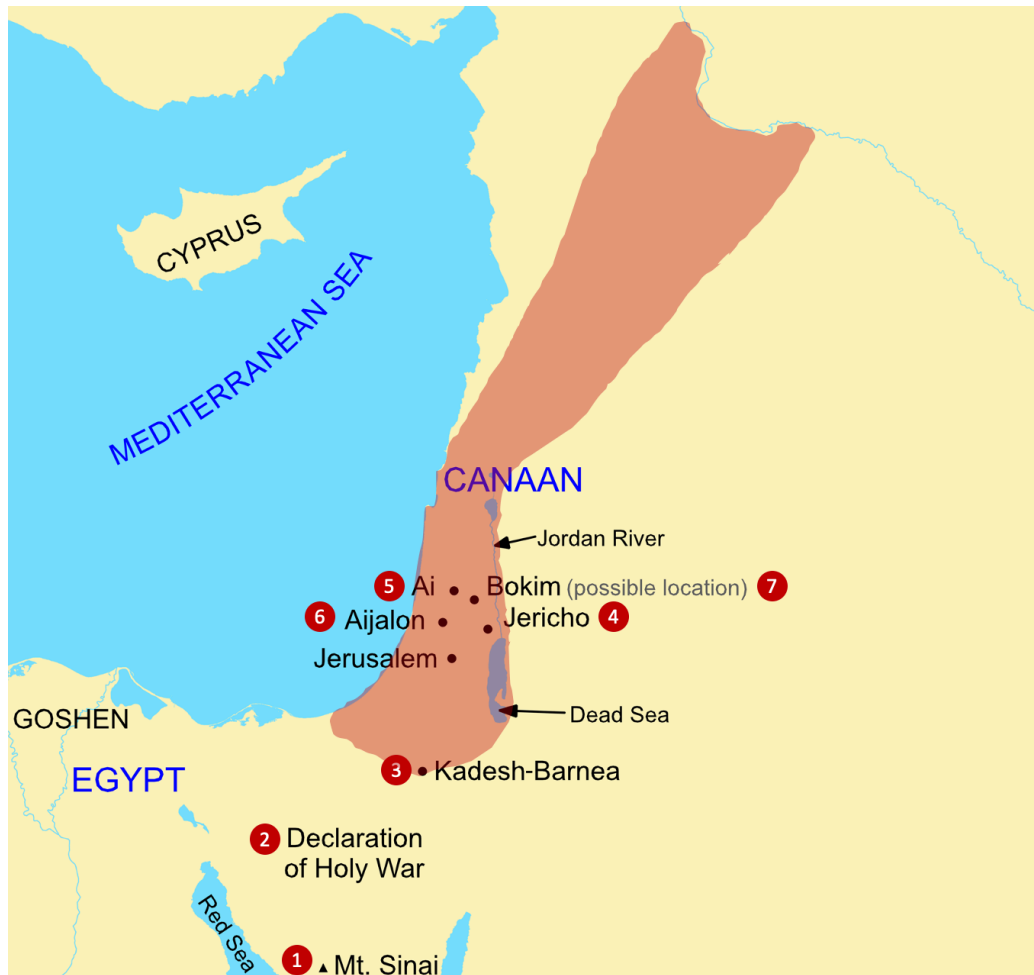 CYPRUS
MEDITERRANEAN SEA
CANAAN
Jordan River
5 Ai
Bokim (possible location) 7
6 Aijalon
Jericho 4
Jerusalem
GOSHEN
Dead Sea
EGYPT
3 Kadesh-Barnea
2 Declaration
of Holy War
Red Sea
1 Mt. Sinai